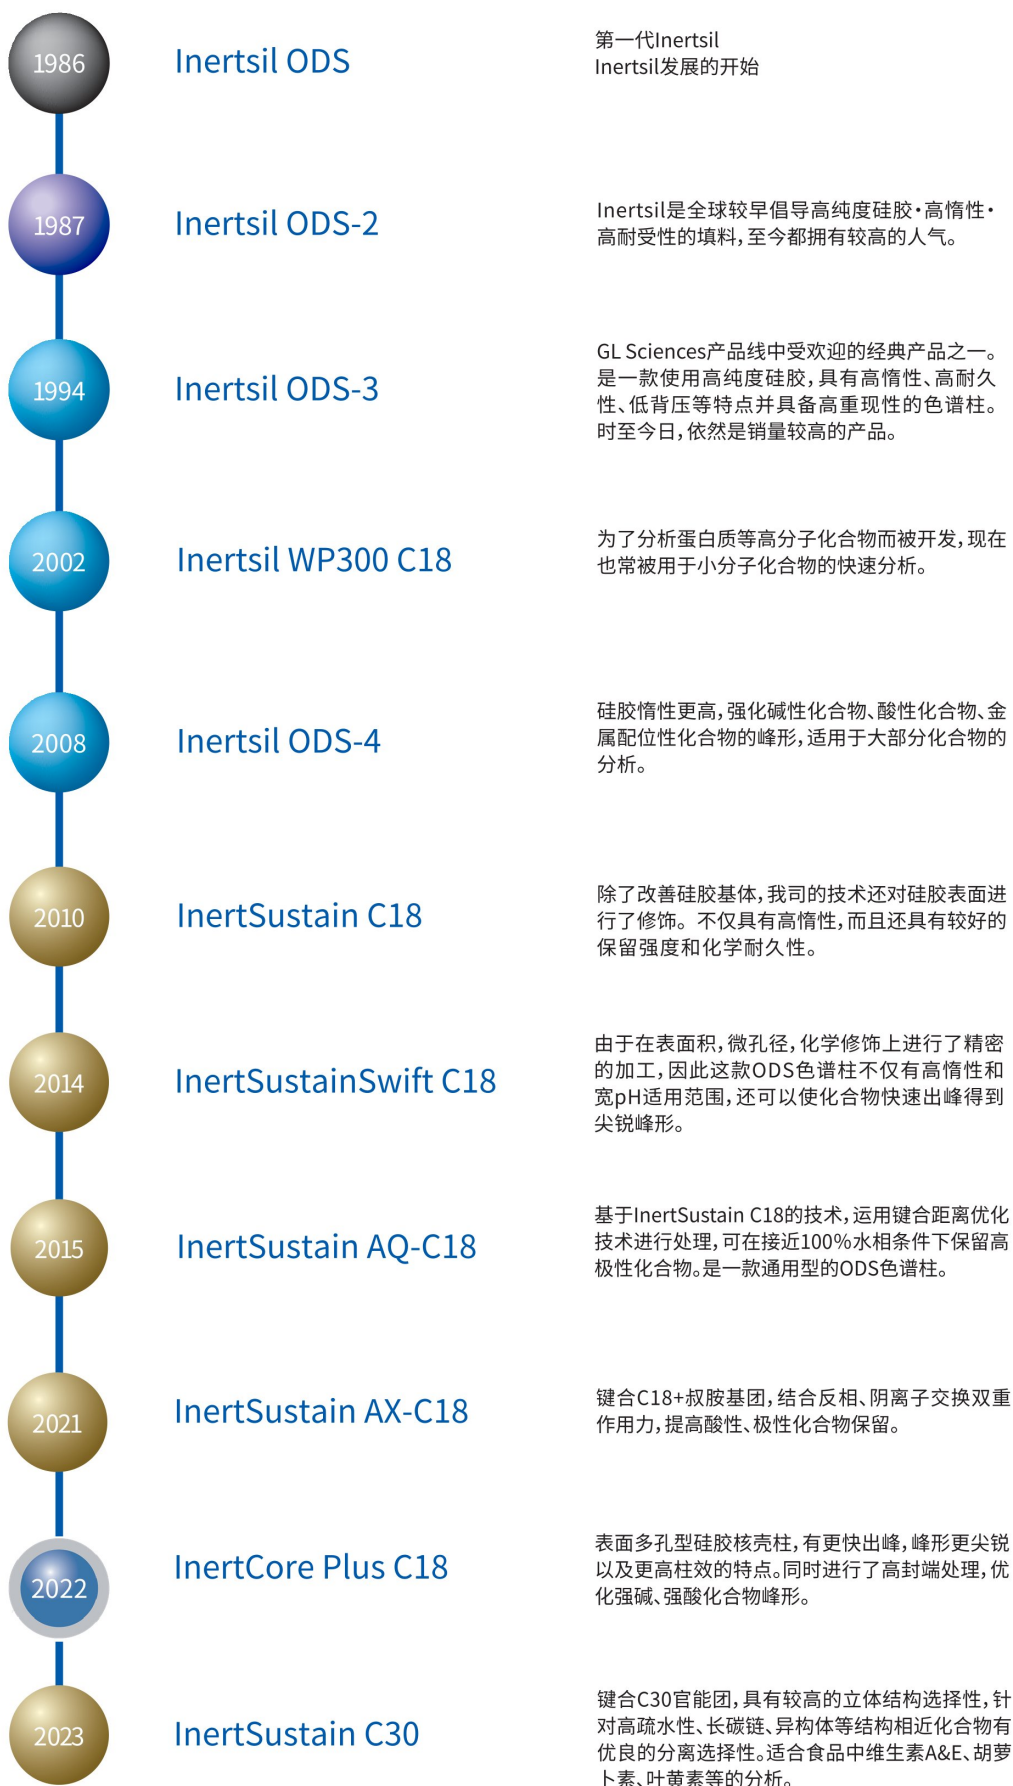 1986
Inertsil ODS
第一代Inertsil
Inertsil发展的开始
1987
Inertsil ODS-2
Inertsil是全球较早倡导高纯度硅胶·高惰性·
高耐受性的填料，至今都拥有较高的人气。
1994
Inertsil ODS-3
GL Sciences产品线中受欢迎的经典产品之一。
是一款使用高纯度硅胶，具有高惰性、高耐久
性、低背压等特点并具备高重现性的色谱柱。
时至今日，依然是销量较高的产品。
2002
Inertsil WP300 C18
为了分析蛋白质等高分子化合物而被开发，现在
也常被用于小分子化合物的快速分析。
2008
Inertsil ODS-4
硅胶惰性更高，强化碱性化合物、酸性化合物、金
属配位性化合物的峰形，适用于大部分化合物的
分析。
2010
InertSustain C18
除了改善硅胶基体，我司的技术还对硅胶表面进
行了修饰。不仅具有高惰性，而且还具有较好的
保留强度和化学耐久性。
2014
InertSustainSwift C18
由于在表面积，微孔径，化学修饰上进行了精密
的加工，因此这款ODS色谱柱不仅有高惰性和
宽pH适用范围，还可以使化合物快速出峰得到
尖锐峰形。
2015
InertSustain AQ-C18
基于InertSustain C18的技术，运用键合距离优化
技术进行处理，可在接近100%水相条件下保留高
极性化合物。是一款通用型的ODS色谱柱。
2021
InertSustain AX-C18
键合C18+叔胺基团，结合反相、阴离子交换双重
作用力，提高酸性、极性化合物保留。
2022
InertCore Plus C18
表面多孔型硅胶核壳柱，有更快出峰，峰形更尖锐
以及更高柱效的特点。同时进行了高封端处理，优
化强碱、强酸化合物峰形。
2023
InertSustain C30
键合C30官能团，具有较高的立体结构选择性，针
对高疏水性、长碳链、异构体等结构相近化合物有
优良的分离选择性。适合食品中维生素A&E、胡萝
卜素、叶黄素等的分析。